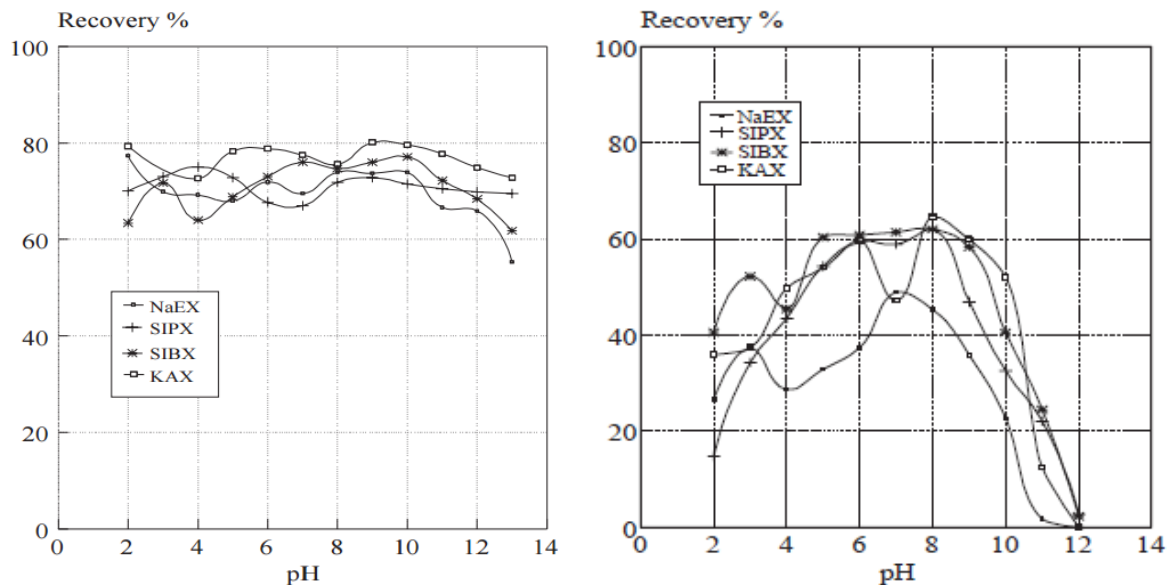 Recovery %
100
80
60
40
20
0
NaEX
SIPX
SIBX
KAX
0 2 4 6 8 10 12 14
pH
Recovery %
100
80
60
40
20
0
NaEX
SIPX
SIBX
KAX
0 2 4 6 8 10 12 14
pH